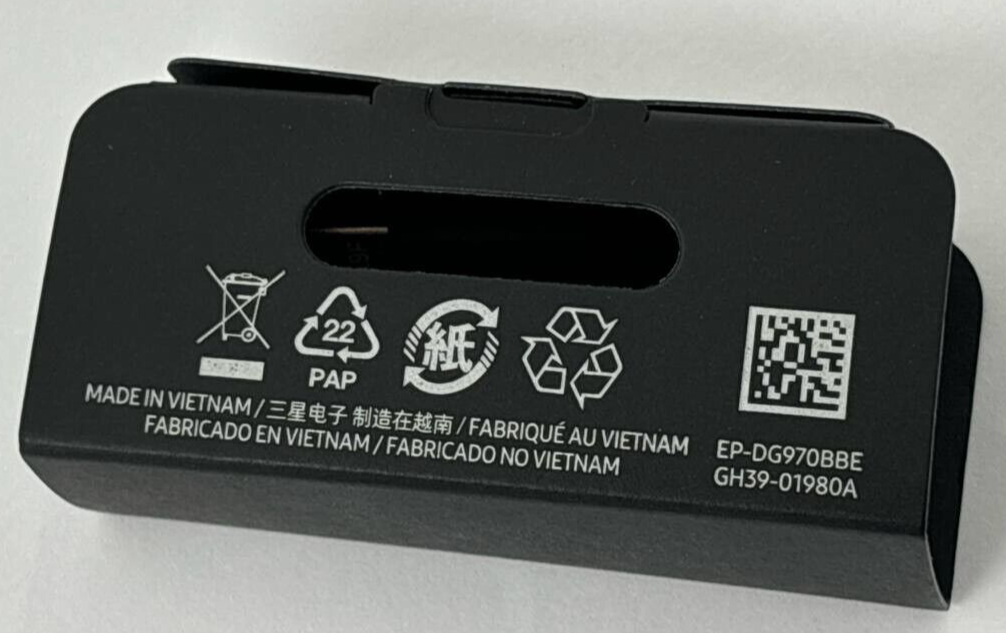 22
PAP
紙
MADE IN VIETNAM / 三星电子 制造在越南 / FABRIQUÉ AU VIETNAM
FABRICADO EN VIETNAM / FABRICADO NO VIETNAM
EP-DG970BBE
GH39-01980A